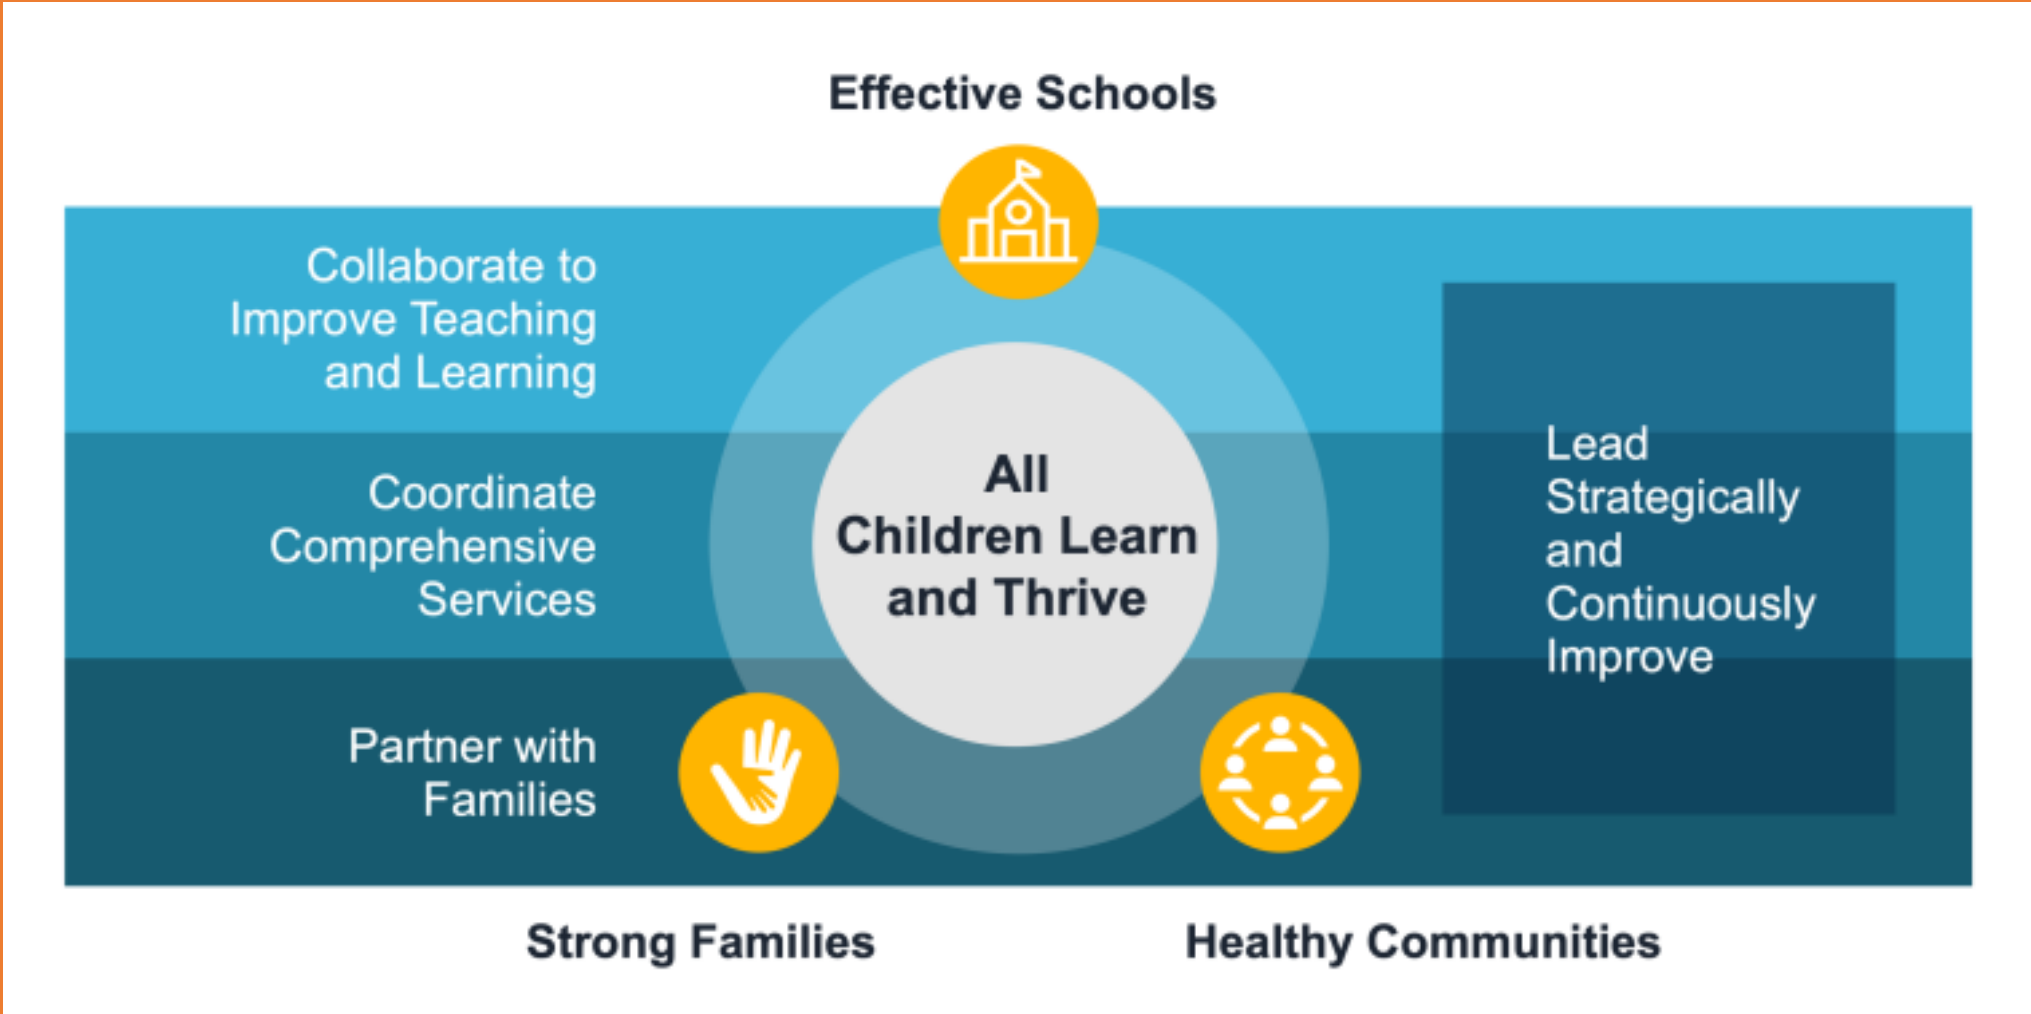 Effective Schools
Collaborate to
Improve Teaching
and Learning
Coordinate
Comprehensive
Services
Partner with
Families
All
Children Learn
and Thrive
Lead
Strategically
and
Continuously
Improve
Strong Families
Healthy Communities